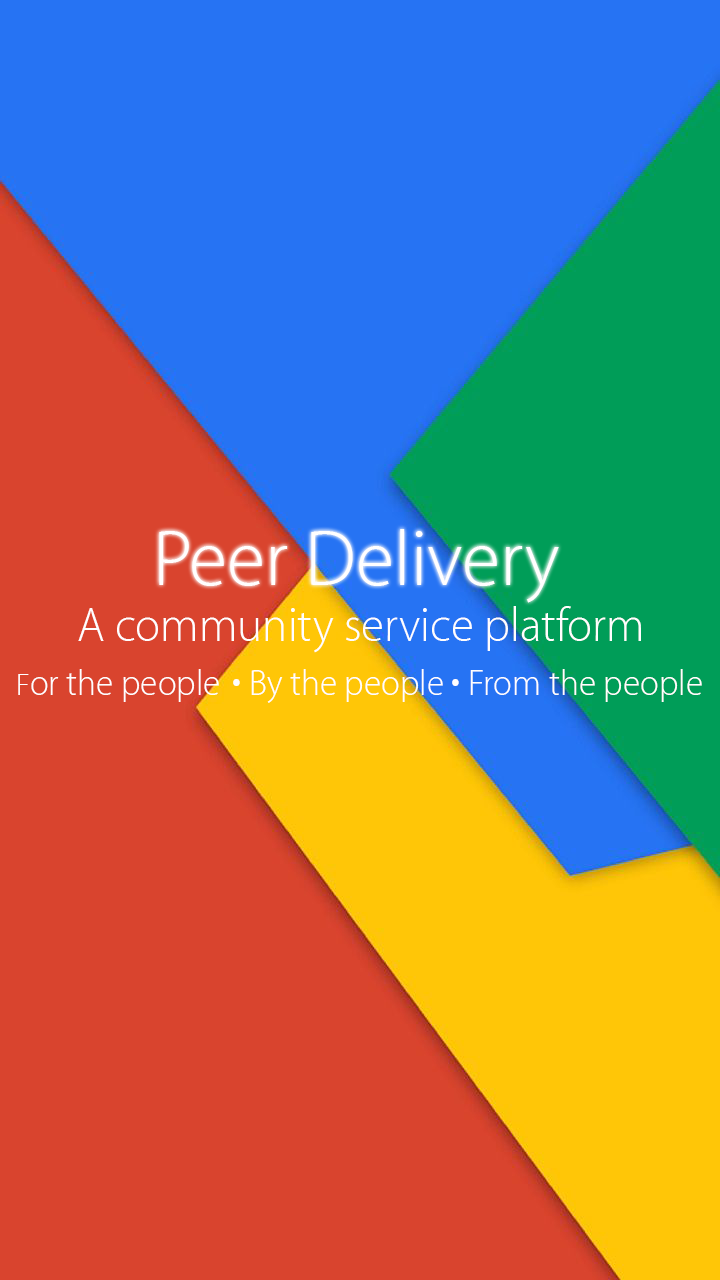 Peer Delivery
A community service platform
For the people • By the people • From the people